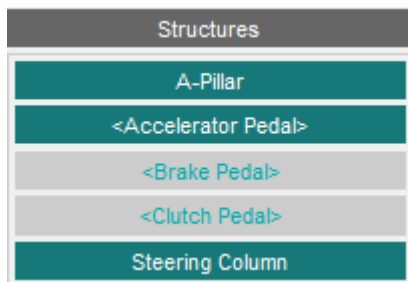 Structures
A-Pillar
<Accelerator Pedal>
<Brake Pedal>
<Clutch Pedal>
Steering Column